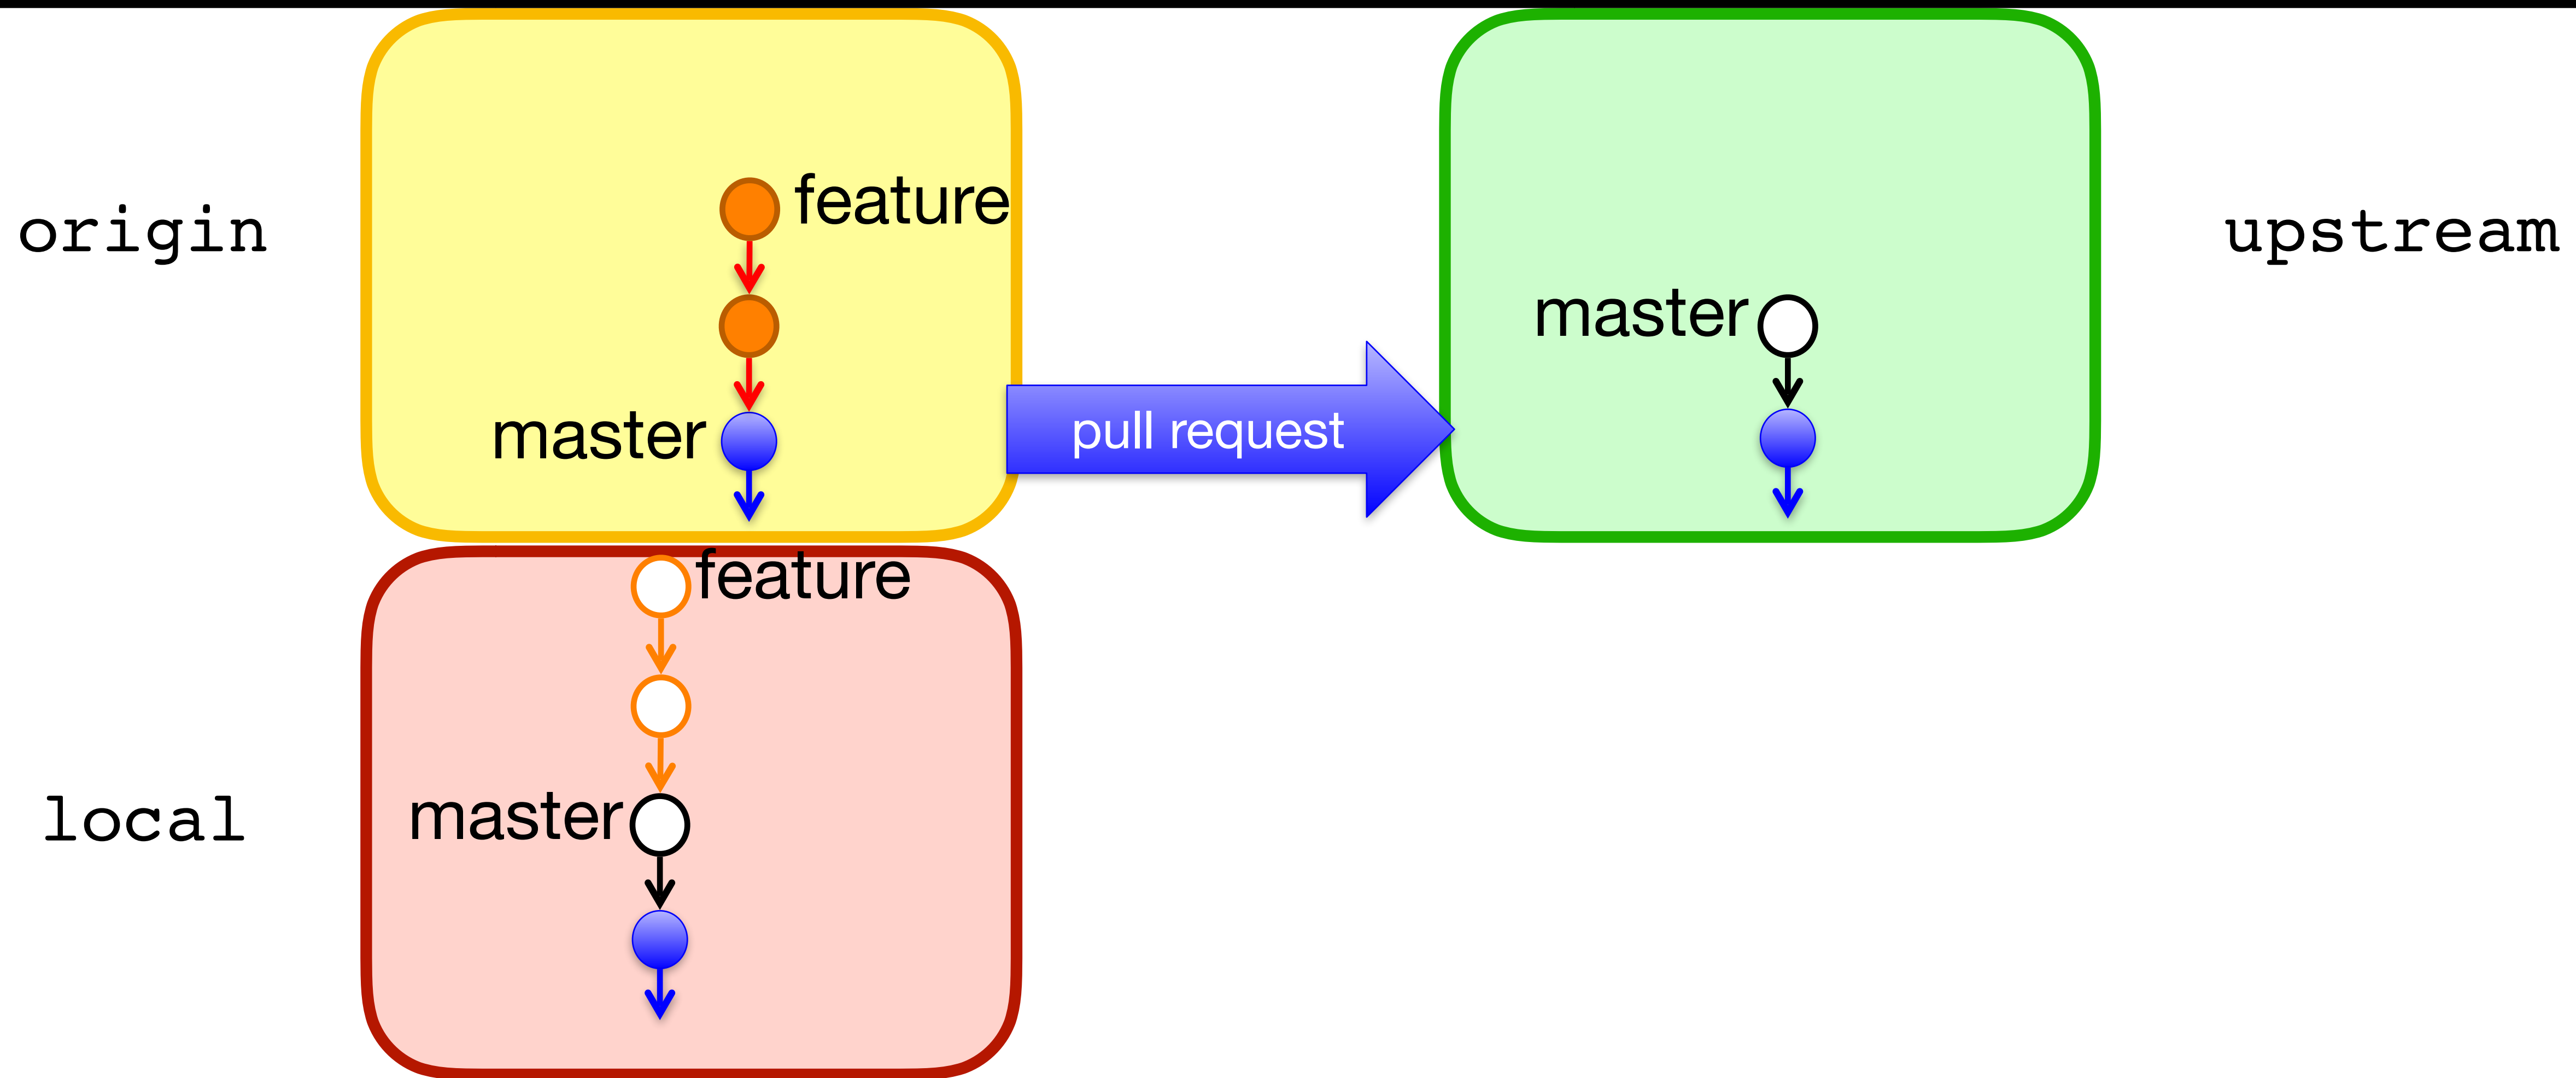 origin
feature
master
pull request
master
upstream
feature
master
local